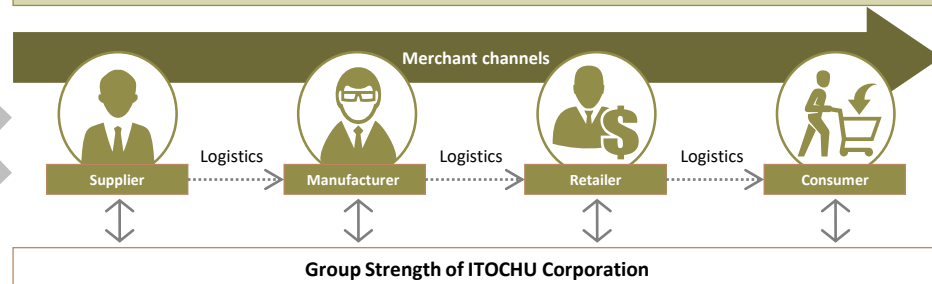 Merchant channels
Logistics
Logistics
Logistics
Supplier
Manufacturer
Retailer
Consumer
Group Strength of ITOCHU Corporation